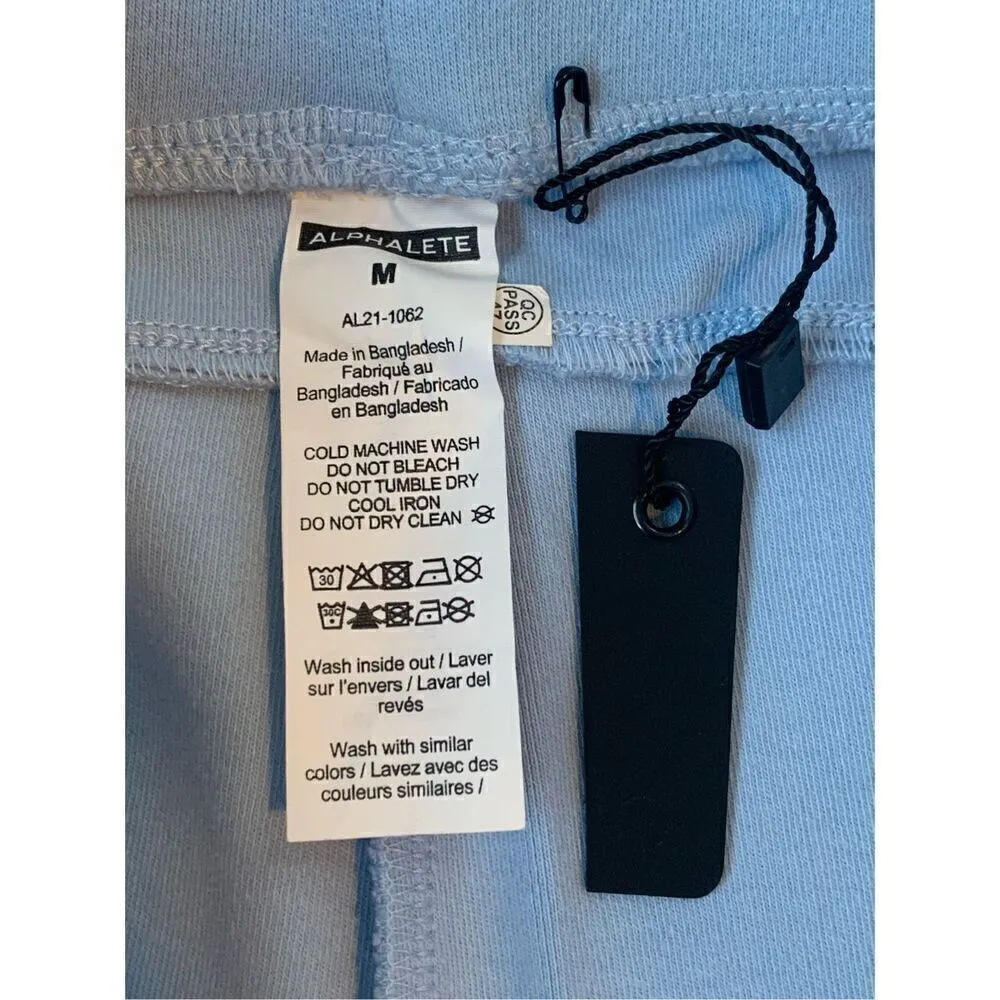 ALPHALETE
M
AL21-1062
Made in Bangladesh /
Fabriqué au
Bangladesh / Fabricado
en Bangladesh
COLD MACHINE WASH
DO NOT BLEACH
DO NOT TUMBLE DRY
COOL IRON
DO NOT DRY CLEAN
30
30C
Wash inside out / Laver
sur l'envers / Lavar del
revés
Wash with similar
colors / Lavez avec des
couleurs similaires /
QC
PASS